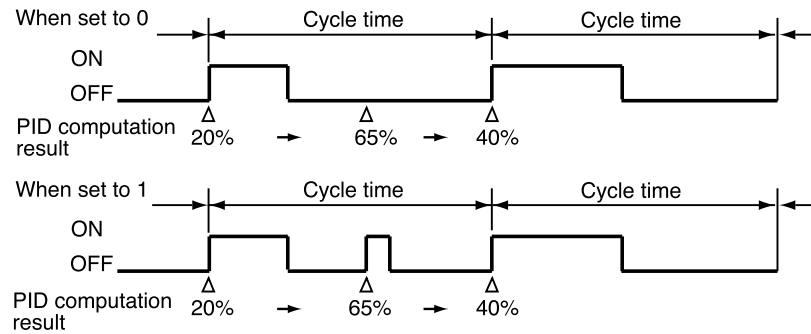 When set to 0 Cycle time Cycle time
ON
OFF
PID computation
result 20% 65% 40%
When set to 1 Cycle time Cycle time
ON
OFF
PID computation
result 20% 65% 40%